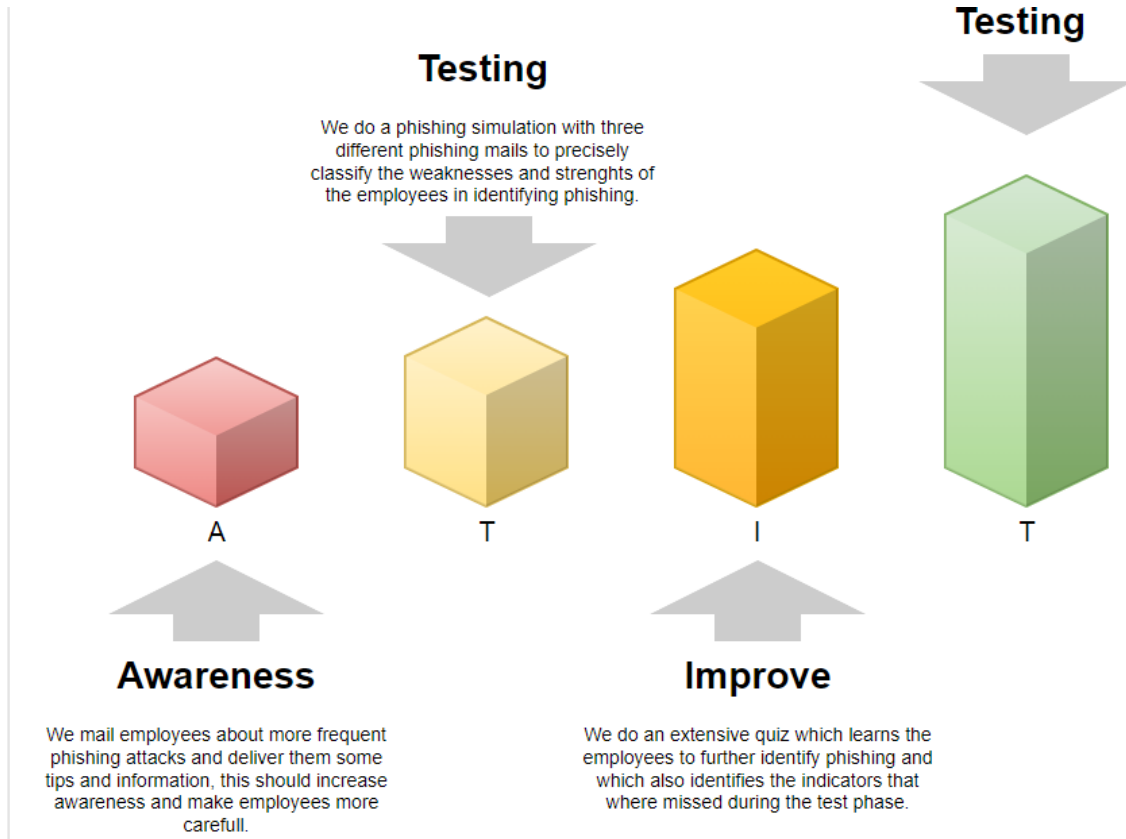 Testing
Testing
We do a phishing simulation with three
different phishing mails to precisely
classify the weaknesses and strenghts of
the employees in identifying phishing.
A
T
I
T
Awareness
Improve
We mail employees about more frequent
phishing attacks and deliver them some
tips and information, this should increase
awareness and make employees more
carefull.
We do an extensive quiz which learns the
employees to further identify phishing and
which also identifies the indicators that
where missed during the test phase.